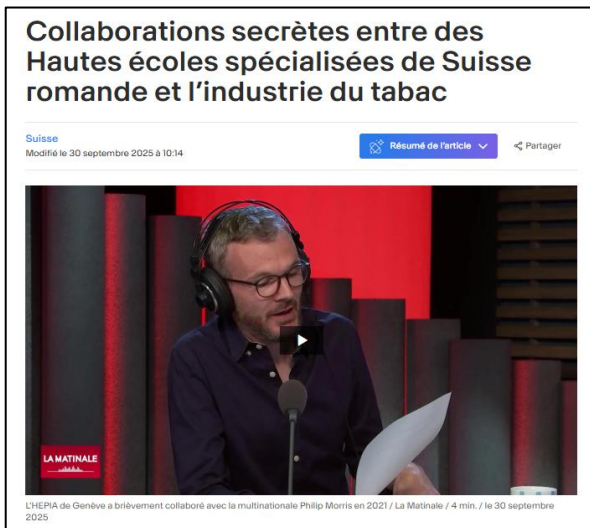 Collaborations secrètes entre des
Hautes écoles spécialisées de Suisse
romande et l'industrie du tabac
Suisse
Modifié le 30 septembre 2025 à 10:14
Résumé de l'article
Partager
LA MATINALE
L'HEPIA de Genève a brièvement collaboré avec la multinationale Philip Morris en 2021 / La Matinale / 4 min. / le 30 septembre
2025